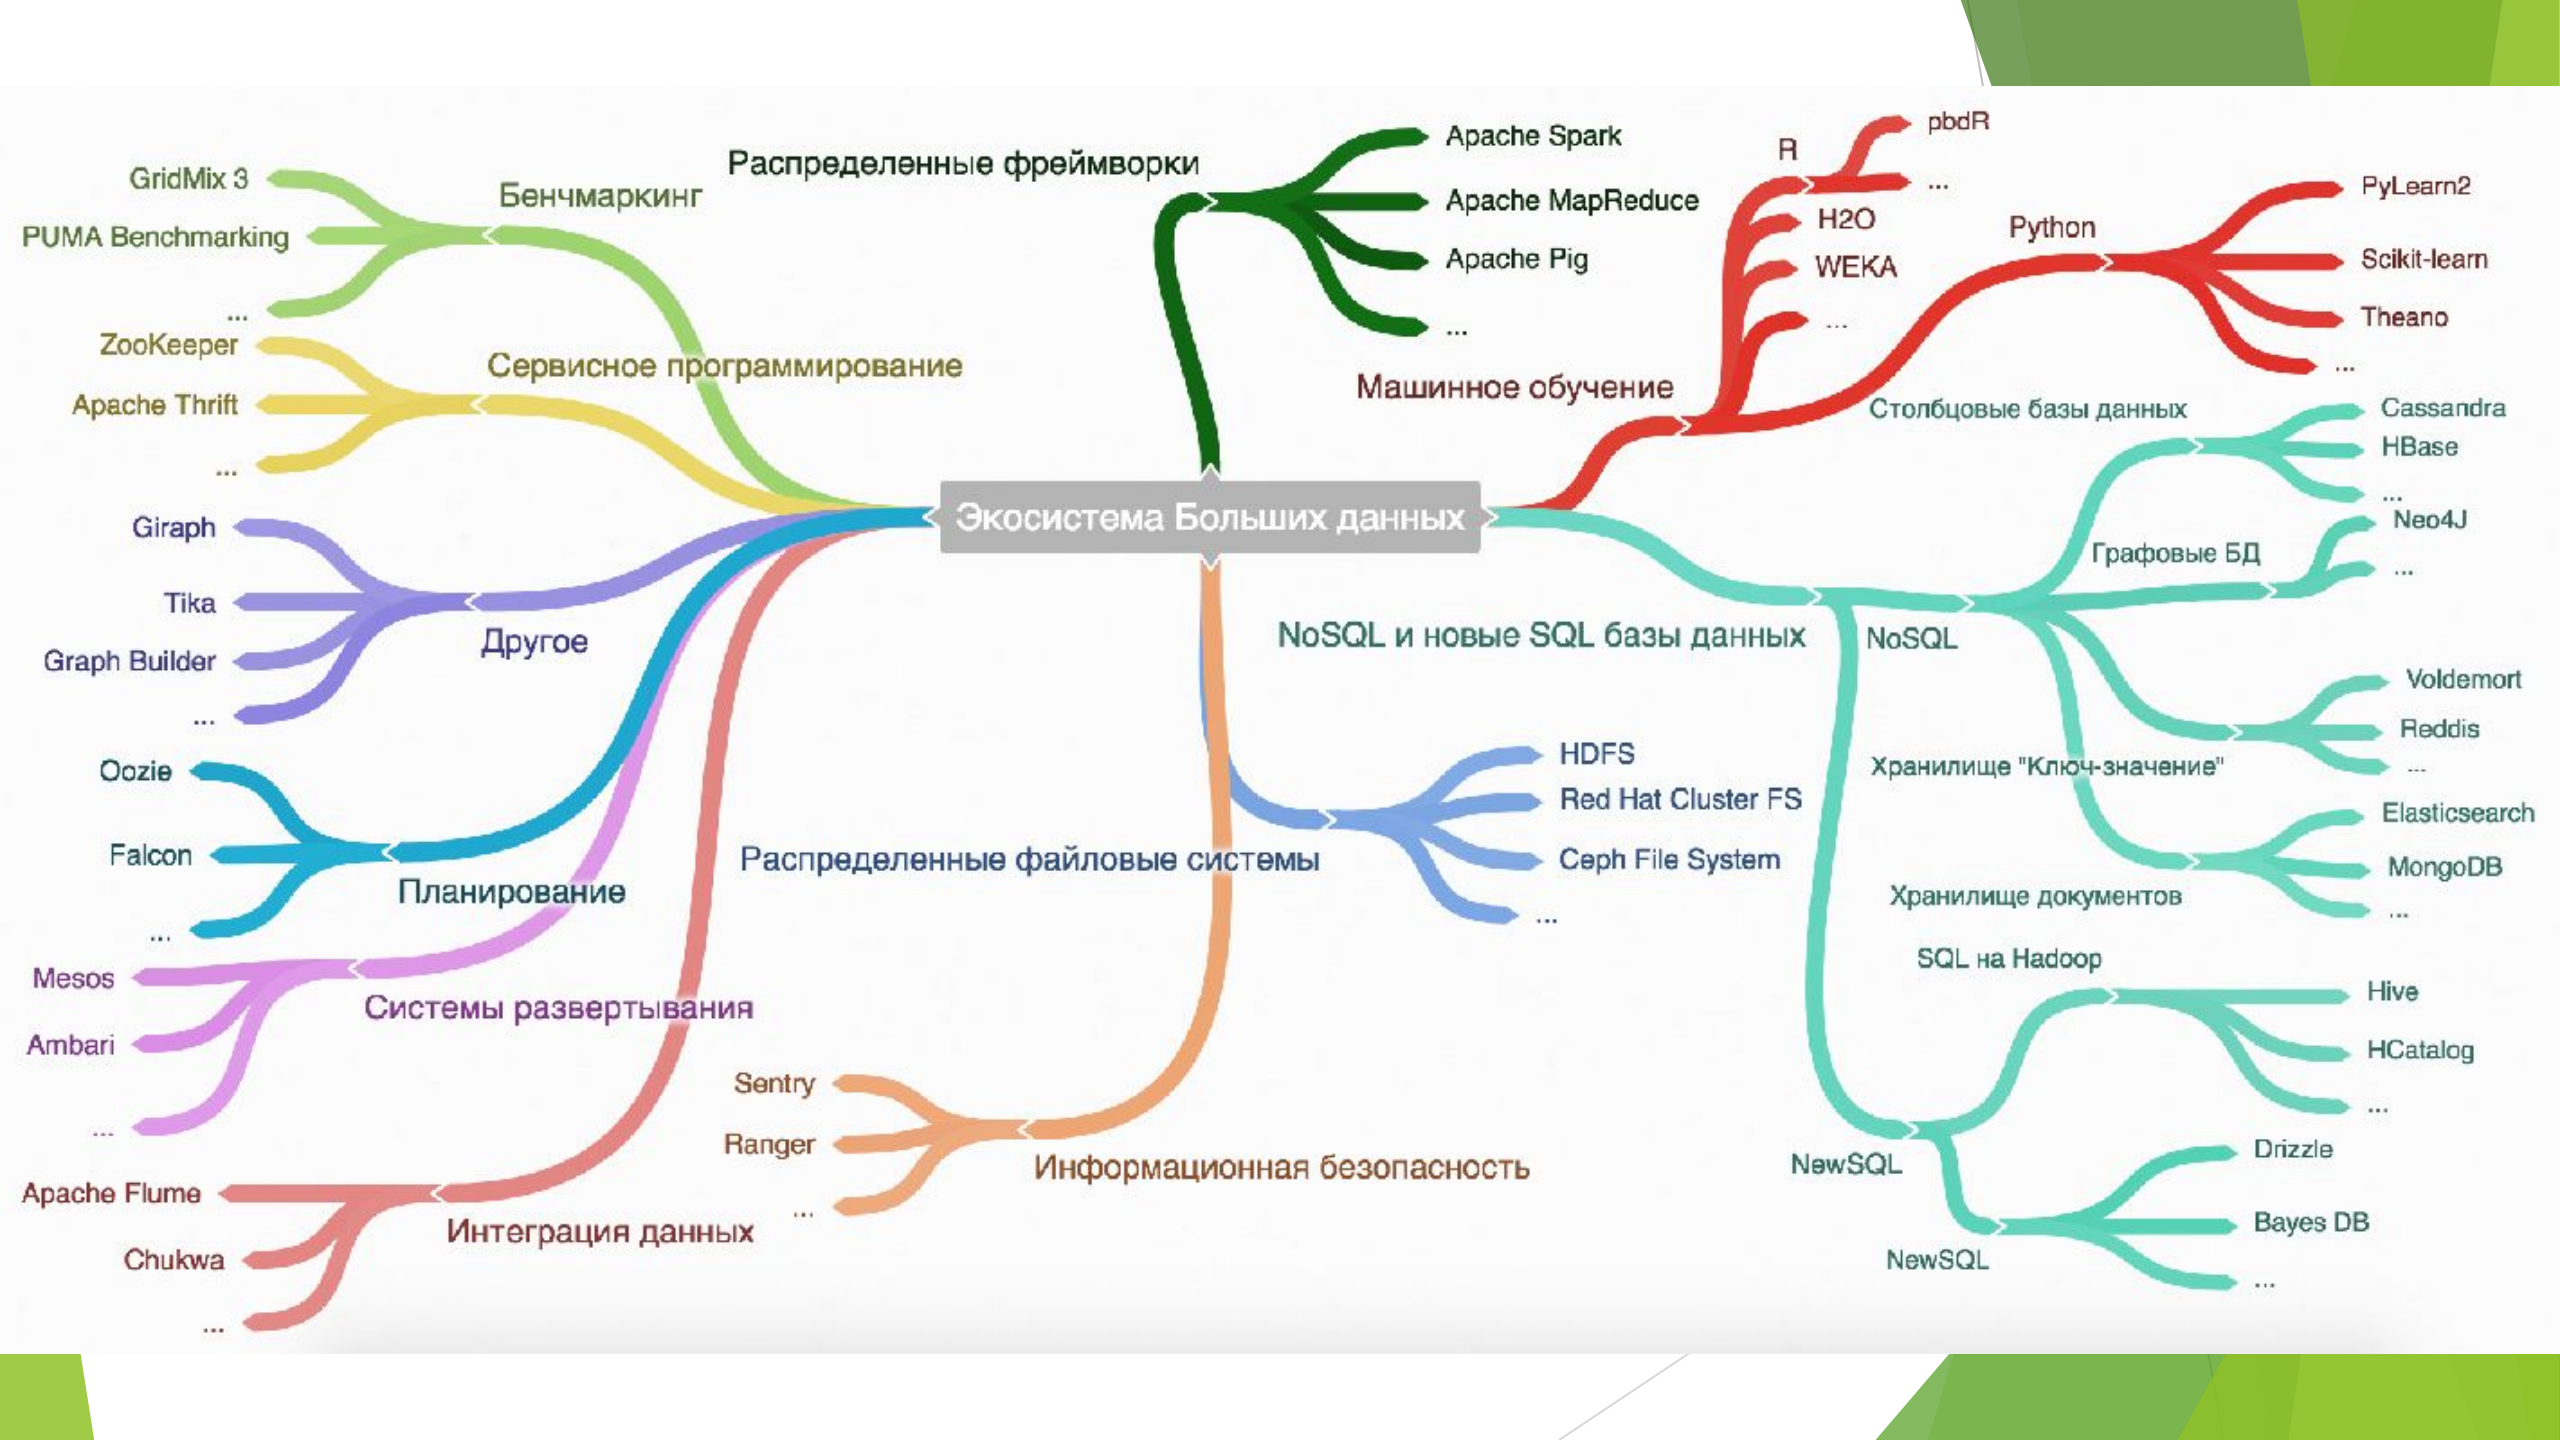 Экосистема Больших данных
Бенчмаркинг
GridMix 3
PUMA Benchmarking
...
Сервисное программирование
ZooKeeper
Apache Thrift
...
Другое
Giraph
Tika
Graph Builder
...
Планирование
Oozie
Falcon
...
Системы развертывания
Mesos
Ambari
...
Интеграция данных
Apache Flume
Chukwa
...
Распределенные фреймворки
Apache Spark
Apache MapReduce
Apache Pig
...
Распределенные файловые системы
HDFS
Red Hat Cluster FS
Ceph File System
...
Информационная безопасность
Sentry
Ranger
...
Машинное обучение
R
pbdR
...
H2O
WEKA
...
Python
PyLearn2
Scikit-learn
Theano
...
NoSQL и новые SQL базы данных
NoSQL
Столбцовые базы данных
Cassandra
HBase
...
Графовые БД
Neo4J
...
Хранилище "Ключ-значение"
Voldemort
Reddis
...
Хранилище документов
Elasticsearch
MongoDB
...
NewSQL
SQL на Hadoop
Hive
HCatalog
...
NewSQL
Drizzle
Bayes DB
...